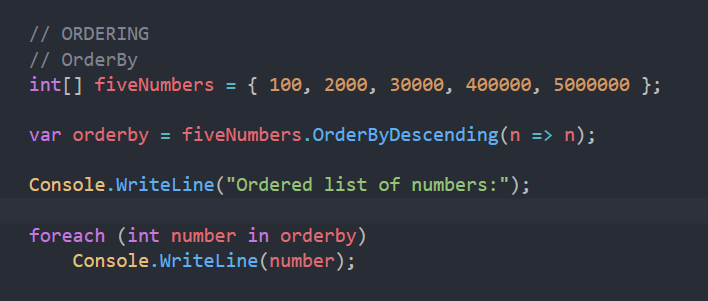 // ORDERING
// OrderBy
int[] fiveNumbers = { 100, 2000, 30000, 400000, 5000000 };
var orderby = fiveNumbers.OrderByDescending(n => n);
Console.WriteLine("Ordered list of numbers:");
foreach (int number in orderby)
    Console.WriteLine(number);